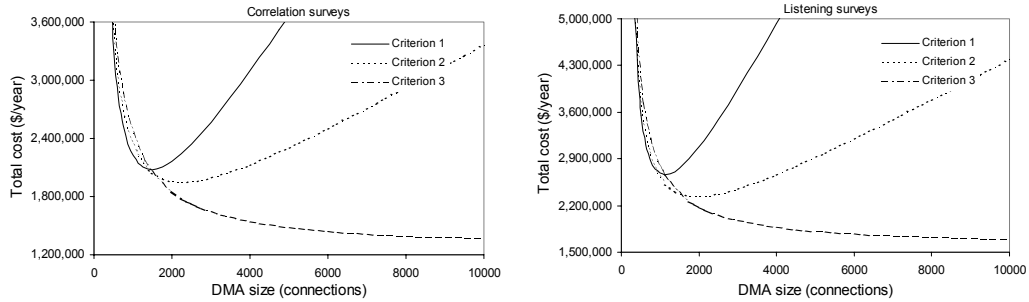 Correlation surveys
3,600,000
3,000,000
2,400,000
1,800,000
1,200,000
Total cost ($/year)
Criterion 1
Criterion 2
Criterion 3
0 2000 4000 6000 8000 10000
DMA size (connections)
Listening surveys
5,000,000
4,300,000
3,600,000
2,900,000
2,200,000
1,500,000
Total cost ($/year)
Criterion 1
Criterion 2
Criterion 3
0 2000 4000 6000 8000 10000
DMA size (connections)